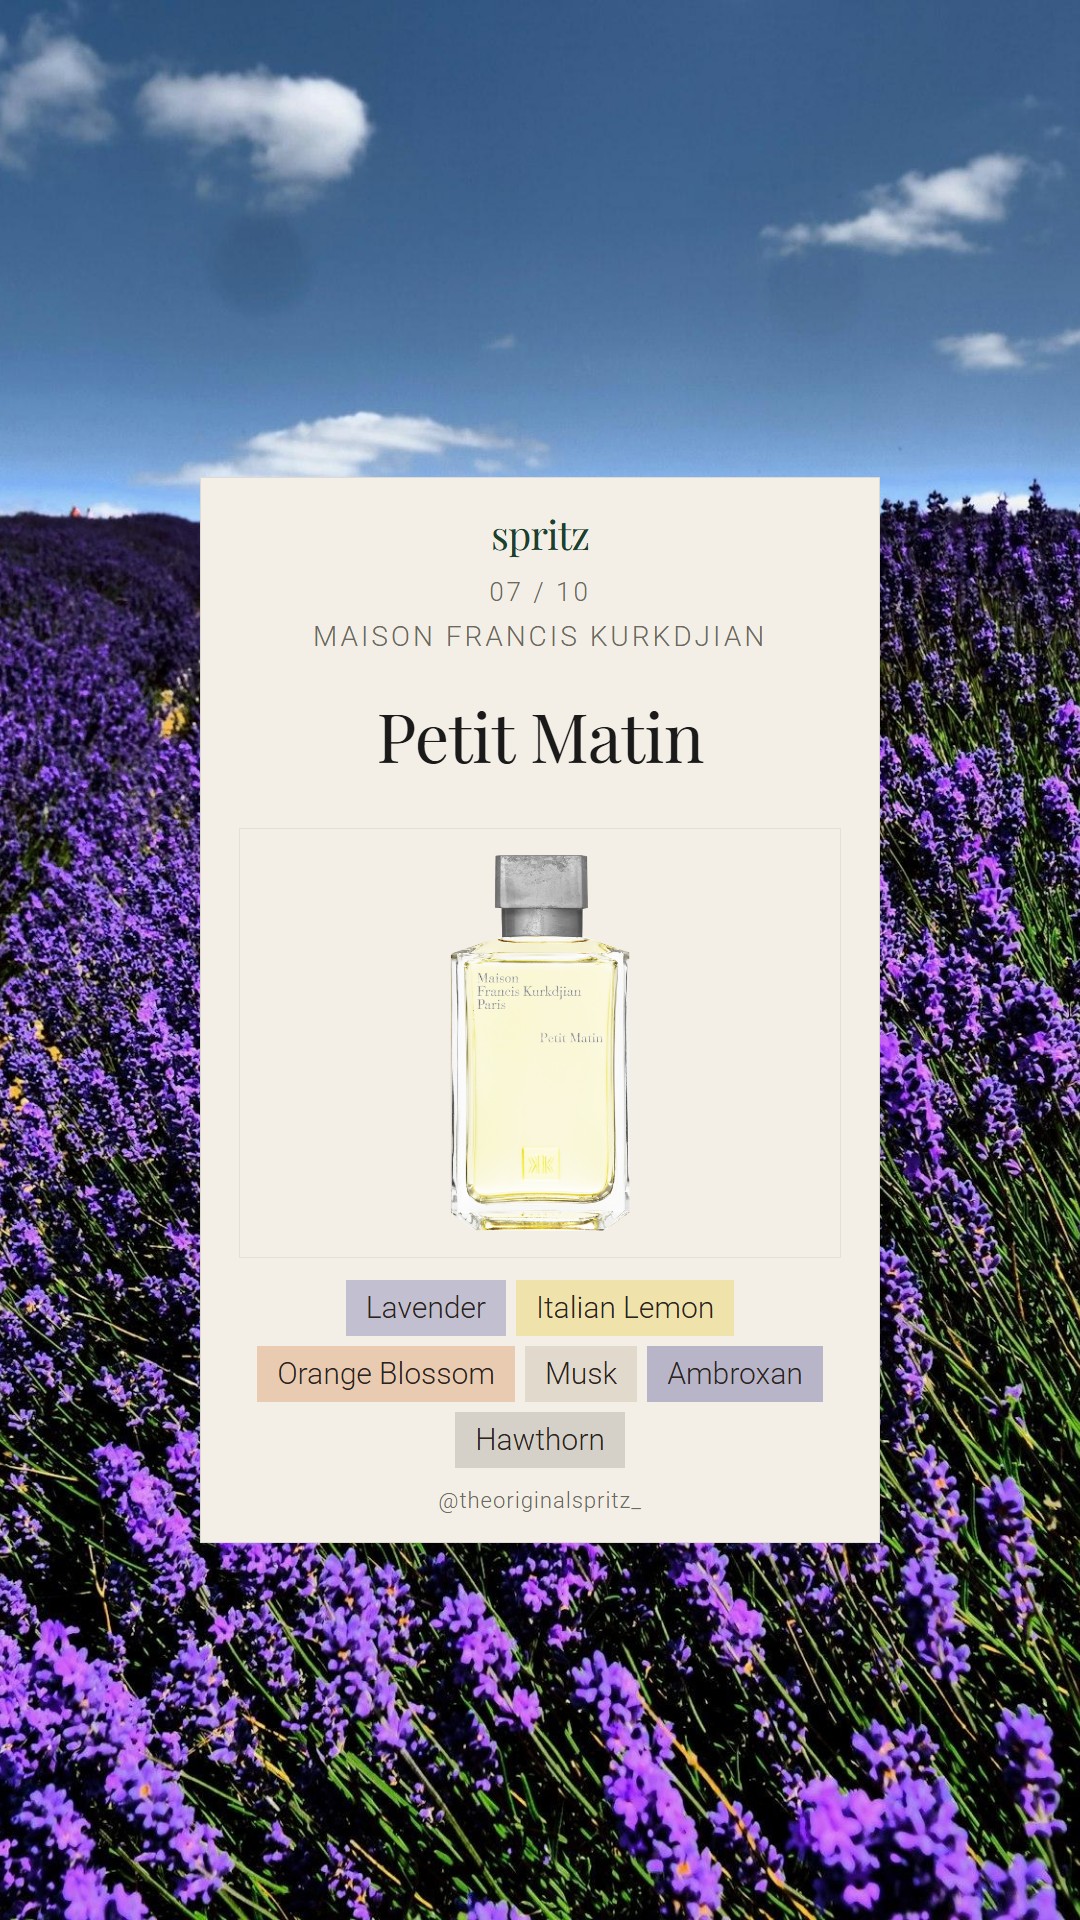 spritz
07 / 10
MAISON FRANCIS KURKDJIAN
Petit Matin
Maison
Francis Kurkdjian
Paris
Petit Matin
Lavender
Italian Lemon
Orange Blossom
Musk
Ambroxan
Hawthorn
@theoriginalspritz_